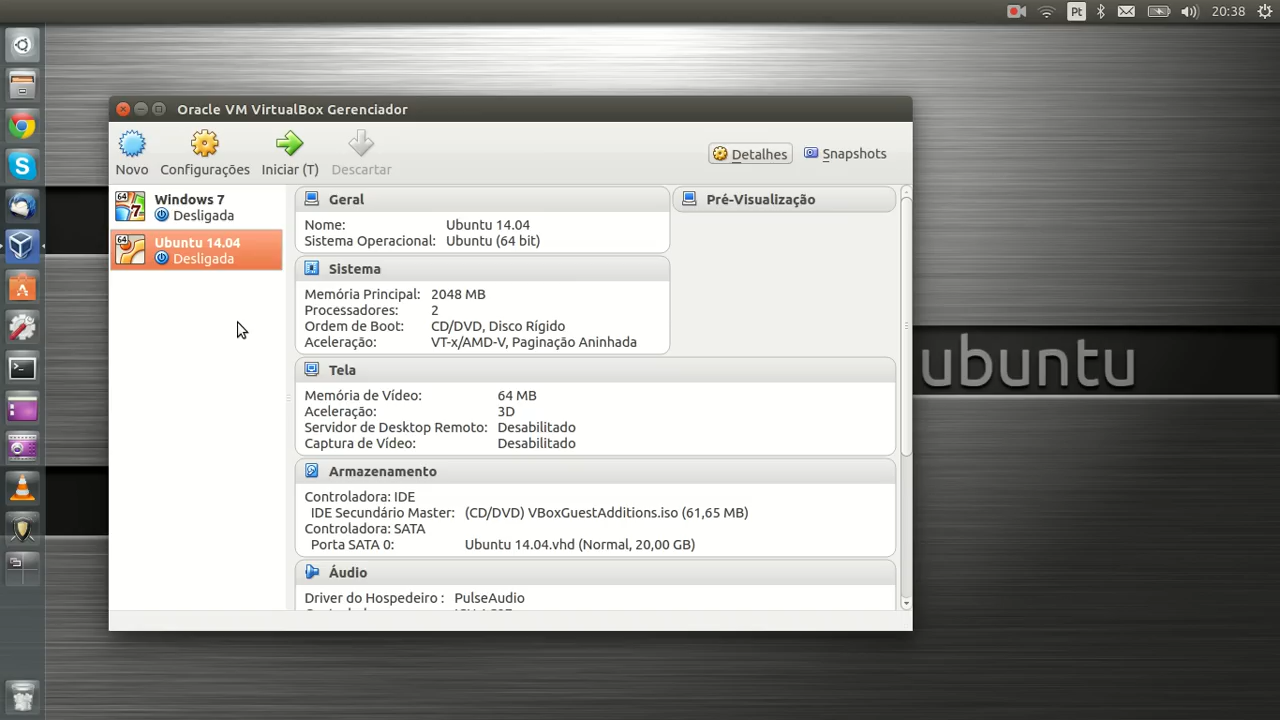 Pt
20:38
Oracle VM VirtualBox Gerenciador
Novo
Configurações
Iniciar (T)
Descartar
Detalhes
Snapshots
64
7
Windows 7
Desligada
64
Ubuntu 14.04
Desligada
Geral
Nome: Ubuntu 14.04
Sistema Operacional: Ubuntu (64 bit)
Pré-Visualização
Sistema
Memória Principal: 2048 MB
Processadores: 2
Ordem de Boot: CD/DVD, Disco Rígido
Aceleração: VT-x/AMD-V, Paginação Aninhada
Tela
Memória de Vídeo: 64 MB
Aceleração: 3D
Servidor de Desktop Remoto: Desabilitado
Captura de Vídeo: Desabilitado
Armazenamento
Controladora: IDE
IDE Secundário Master: (CD/DVD) VBoxGuestAdditions.iso (61,65 MB)
Controladora: SATA
Porta SATA 0: Ubuntu 14.04.vhd (Normal, 20,00 GB)
Áudio
Driver do Hospedeiro : PulseAudio
ubuntu